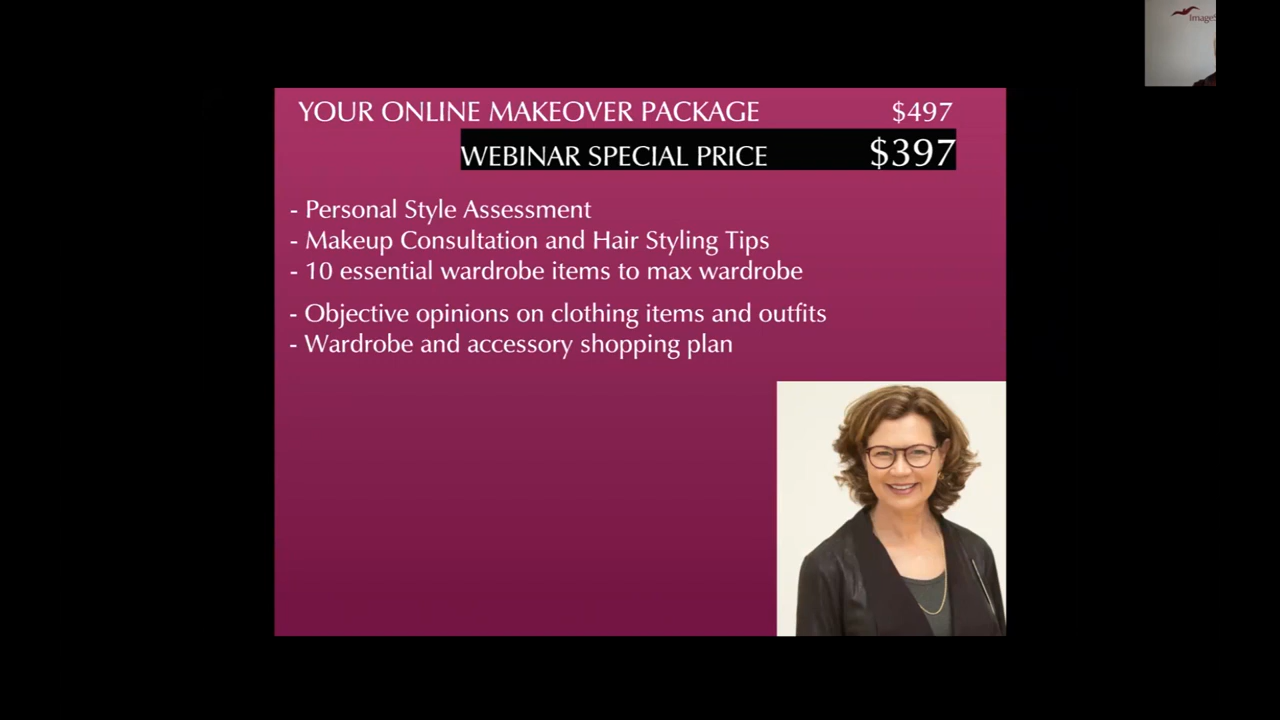 ImageS
YOUR ONLINE MAKEOVER PACKAGE $497
WEBINAR SPECIAL PRICE $397
- Personal Style Assessment
- Makeup Consultation and Hair Styling Tips
- 10 essential wardrobe items to max wardrobe
- Objective opinions on clothing items and outfits
- Wardrobe and accessory shopping plan